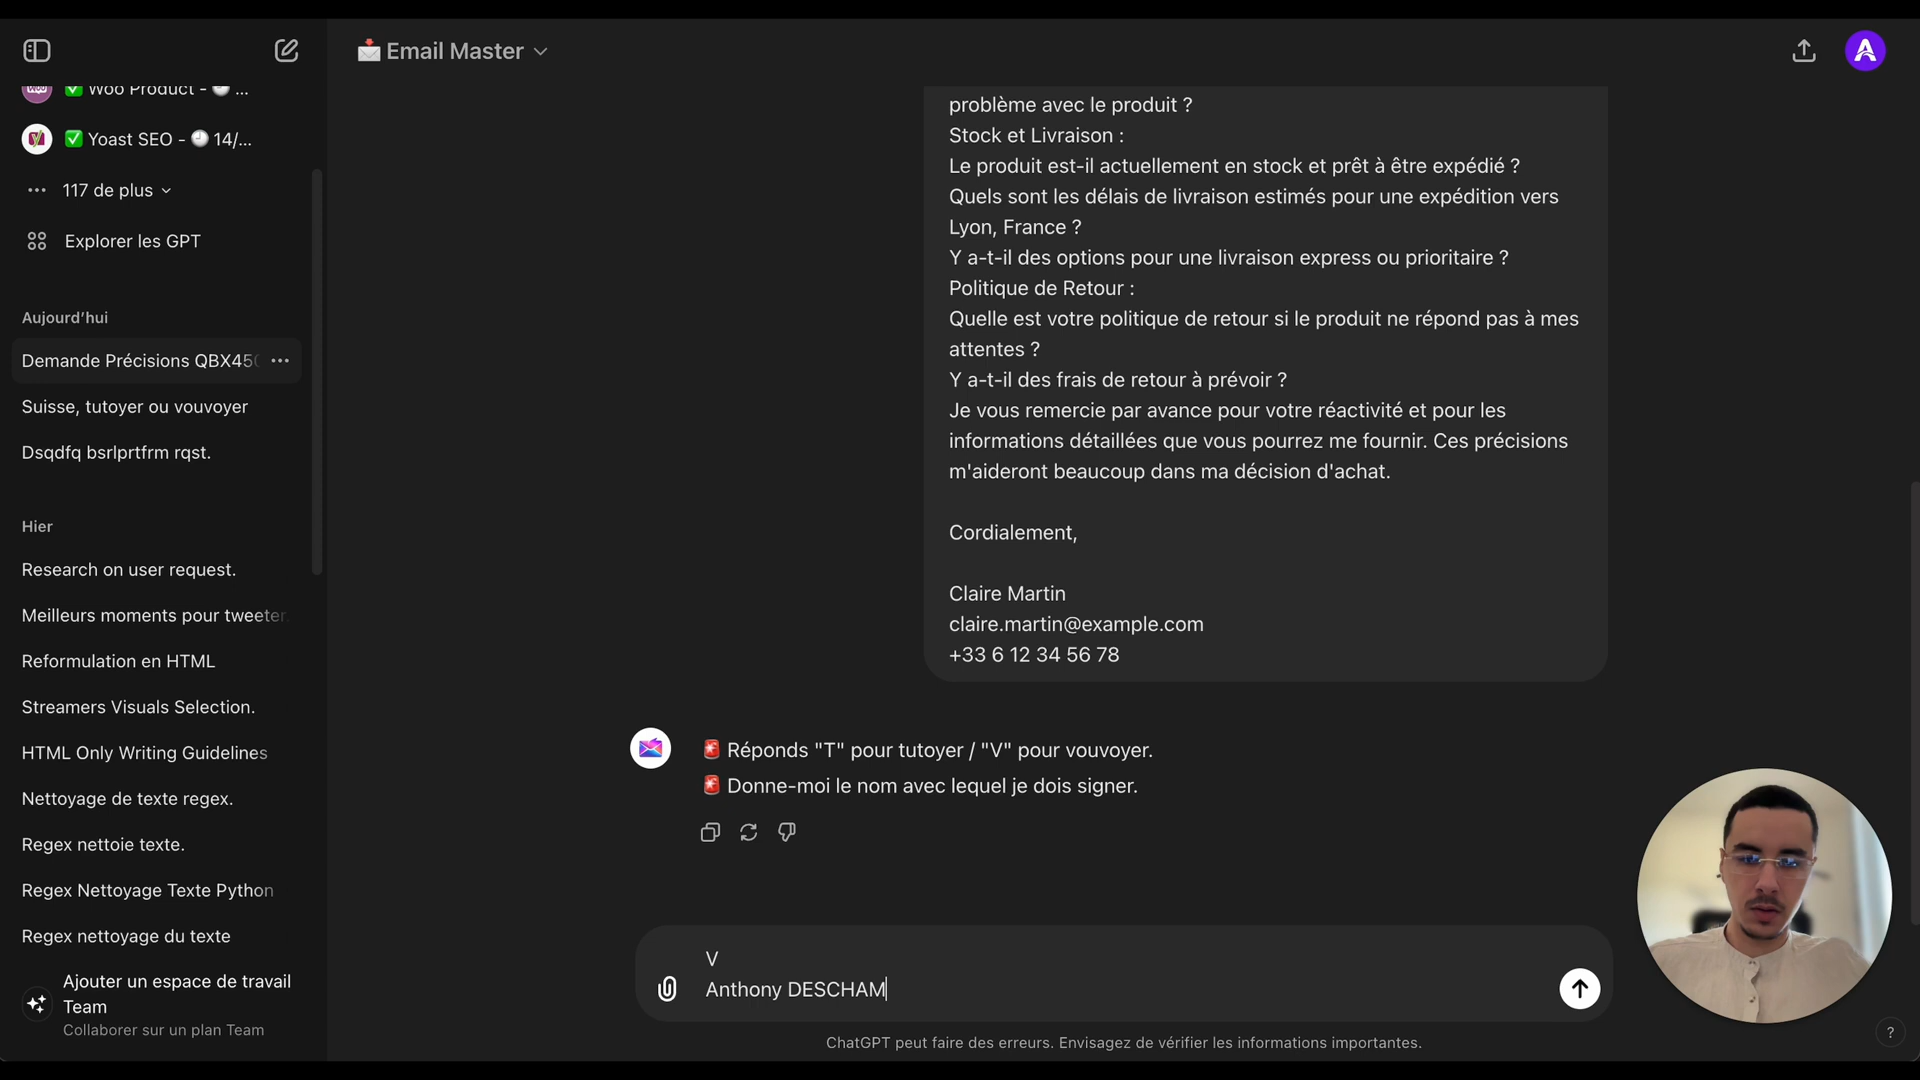 Email Master
Woo Product - ...
Yoast SEO - 14/...
117 de plus
Explorer les GPT
Aujourd'hui
Demande Précisions QBX450
Suisse, tutoyer ou vouvoyer
Dsqdfq bsrlprtfrm rqst.
Hier
Research on user request.
Meilleurs moments pour tweeter.
Reformulation en HTML
Streamers Visuals Selection.
HTML Only Writing Guidelines
Nettoyage de texte regex.
Regex nettoie texte.
Regex Nettoyage Texte Python
Regex nettoyage du texte
Ajouter un espace de travail
Team
Collaborer sur un plan Team
problème avec le produit ?
Stock et Livraison :
Le produit est-il actuellement en stock et prêt à être expédié ?
Quels sont les délais de livraison estimés pour une expédition vers
Lyon, France ?
Y a-t-il des options pour une livraison express ou prioritaire ?
Politique de Retour :
Quelle est votre politique de retour si le produit ne répond pas à mes
attentes ?
Y a-t-il des frais de retour à prévoir ?
Je vous remercie par avance pour votre réactivité et pour les
informations détaillées que vous pourrez me fournir. Ces précisions
m'aideront beaucoup dans ma décision d'achat.
Cordialement,
Claire Martin
claire.martin@example.com
+33 6 12 34 56 78
Réponds "T" pour tutoyer / "V" pour vouvoyer.
Donne-moi le nom avec lequel je dois signer.
V
Anthony DESCHAM
ChatGPT peut faire des erreurs. Envisagez de vérifier les informations importantes.
?